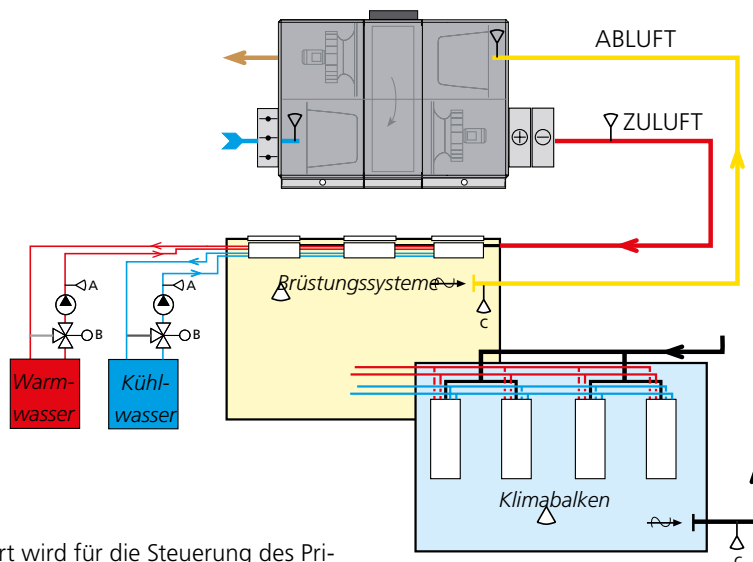 ABLUFT
ZULUFT
Brüstungssysteme
A
A
B
B
C
Warm-
wasser
Kühl-
wasser
Klimabalken
C
rt wird für die Steuerung des Pri-